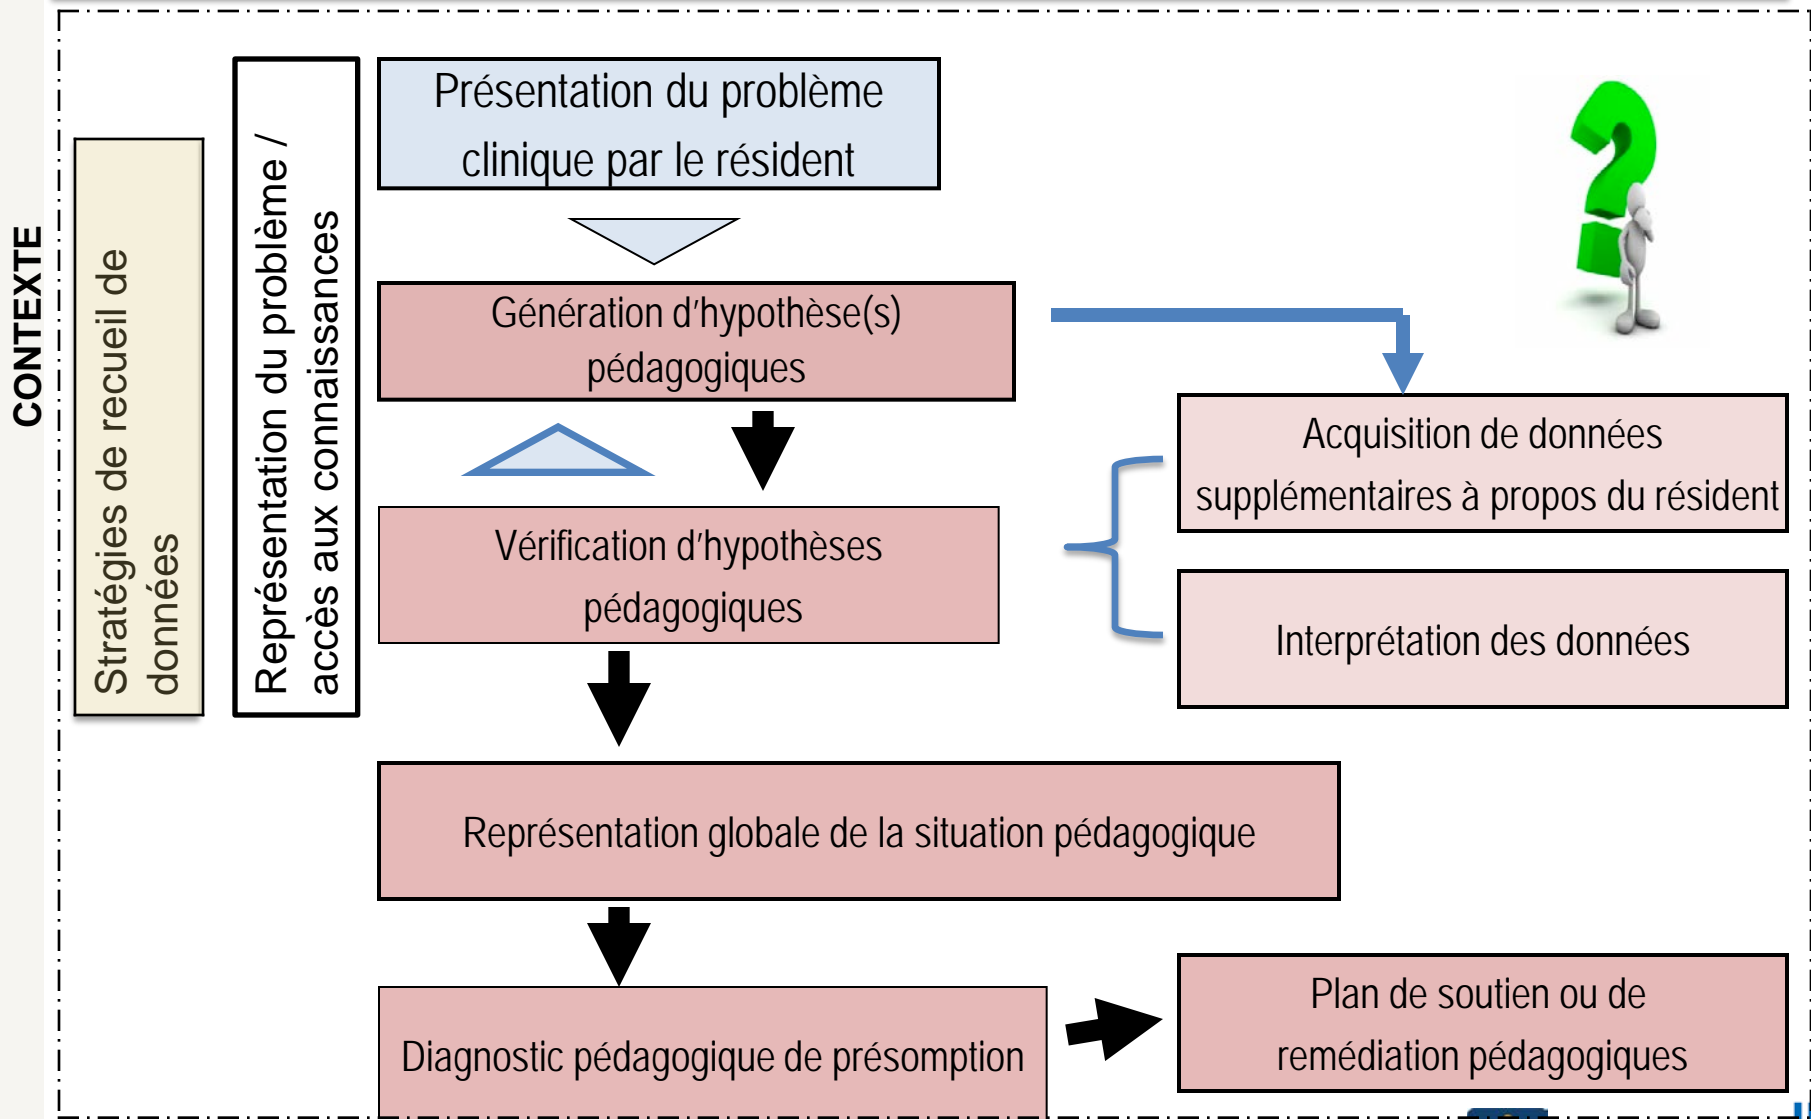 CONTEXTE
Stratégies de recueil de
données
Représentation du problème /
accès aux connaissances
Présentation du problème
clinique par le résident
Génération d'hypothèse(s)
pédagogiques
Acquisition de données
supplémentaires à propos du résident
Vérification d'hypothèses
pédagogiques
Interprétation des données
Représentation globale de la situation pédagogique
Diagnostic pédagogique de présomption
Plan de soutien ou de
remédiation pédagogiques